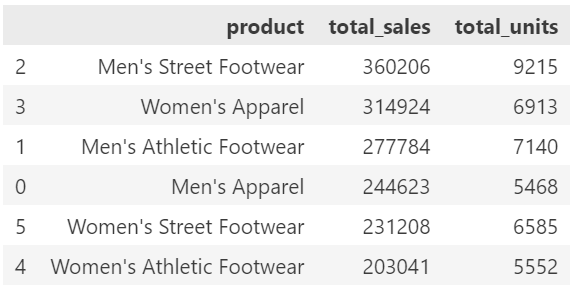 product total_sales total_units
2 Men's Street Footwear 360206 9215
3 Women's Apparel 314924 6913
1 Men's Athletic Footwear 277784 7140
0 Men's Apparel 244623 5468
5 Women's Street Footwear 231208 6585
4 Women's Athletic Footwear 203041 5552